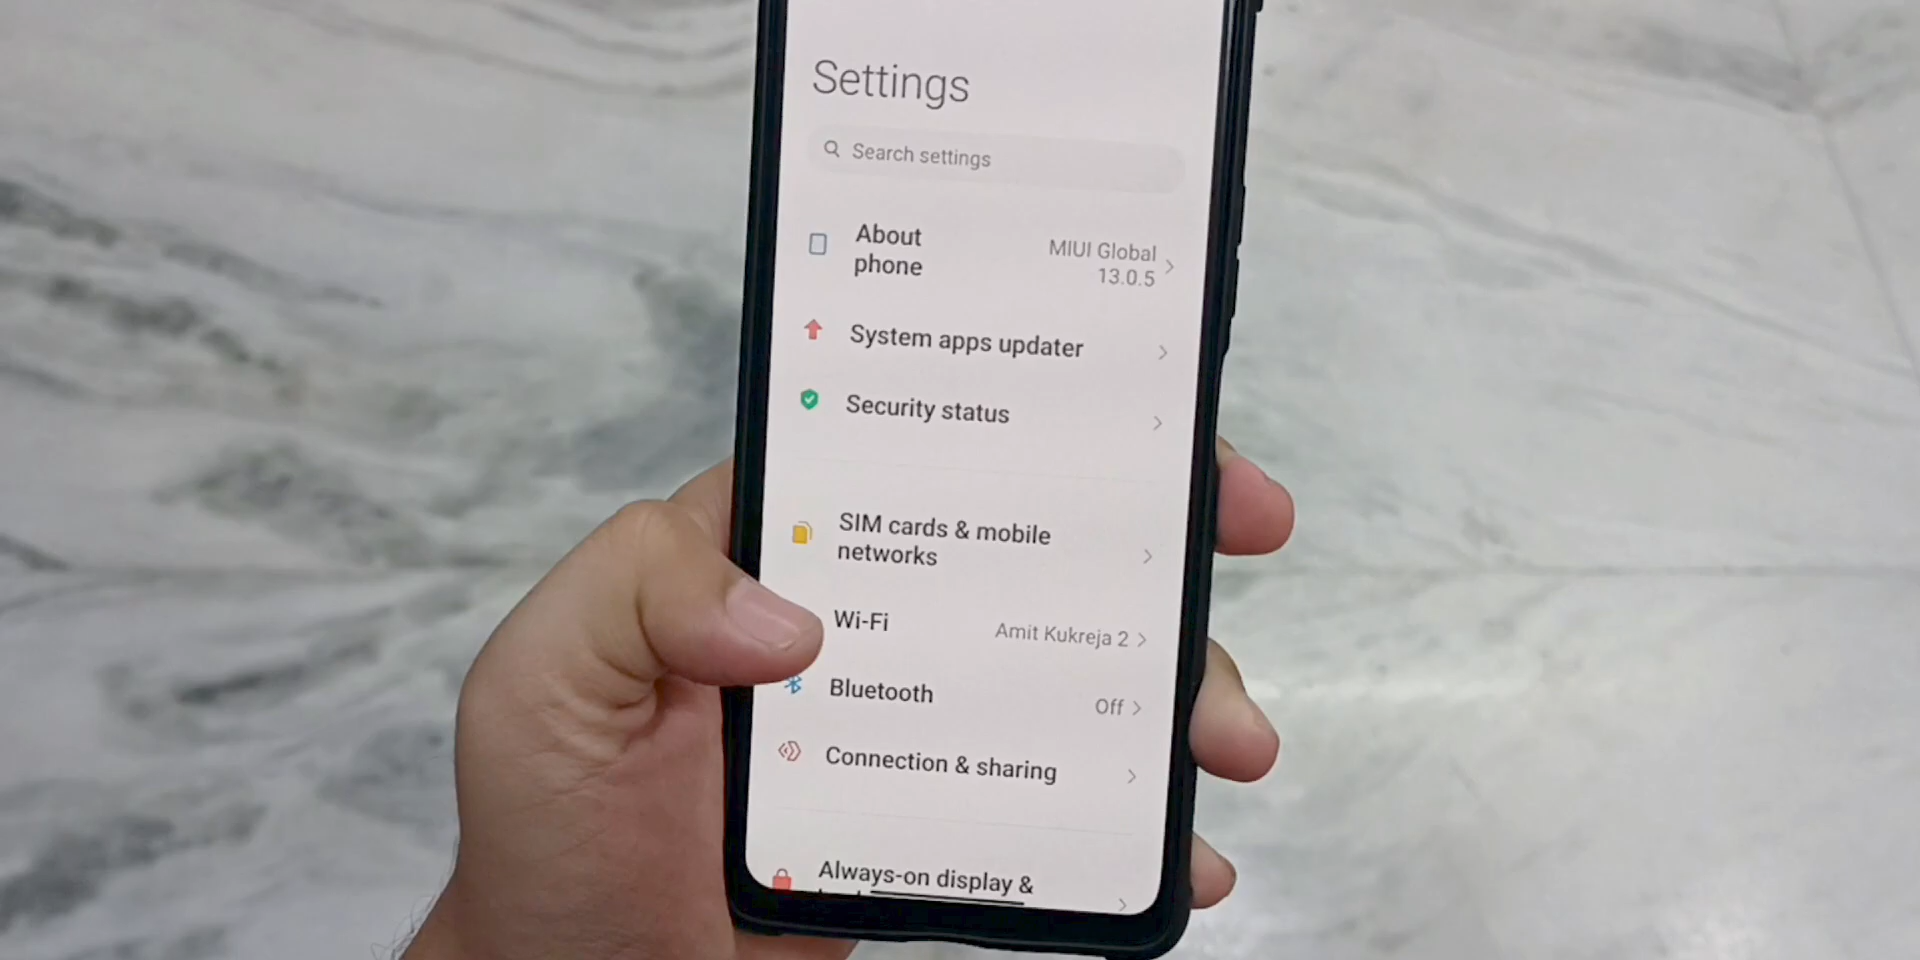 Settings
Search settings
About
phone
MIUI Global
13.0.5
System apps updater
Security status
SIM cards & mobile
networks
Wi-Fi
Amit Kukreja 2
Bluetooth
Off
Connection & sharing
Always-on display &